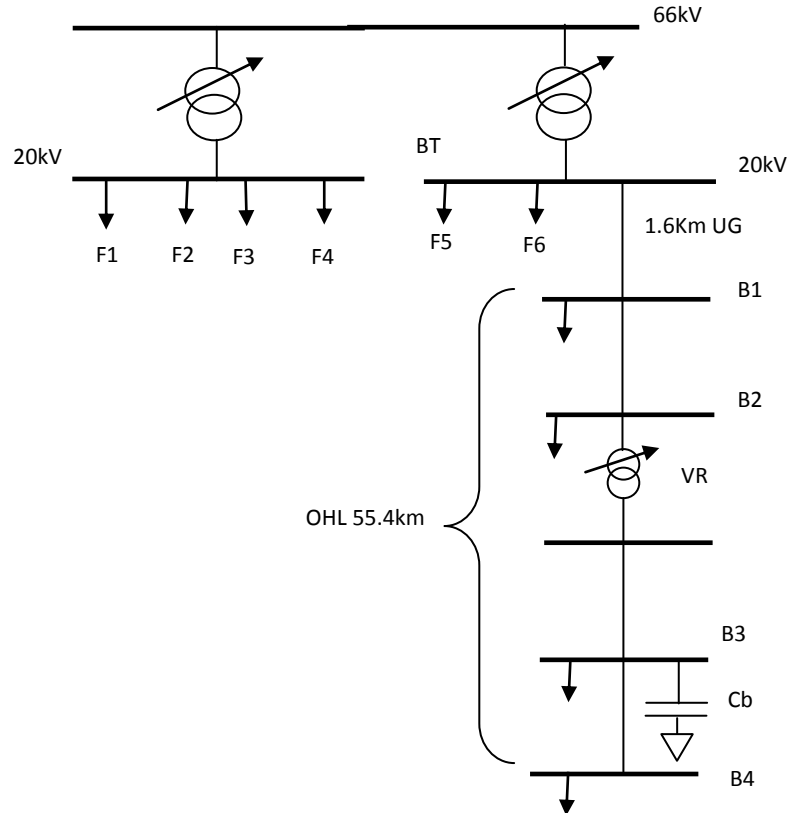 66kV
20kV
BT
20kV
F1 F2 F3 F4
F5 F6
1.6Km UG
B1
B2
VR
OHL 55.4km
B3
Cb
B4